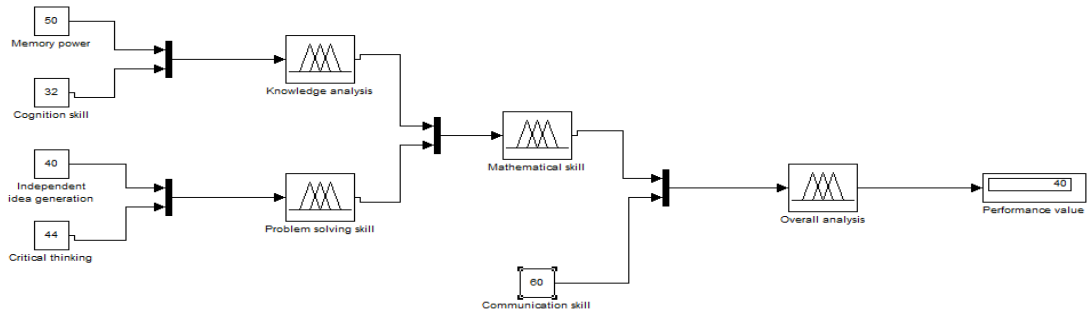 50
Memory power
32
Cognition skill
Knowledge analysis
40
Independent
idea generation
44
Critical thinking
Problem solving skill
Mathematical skill
60
Communication skill
Overall analysis
40
Performance value